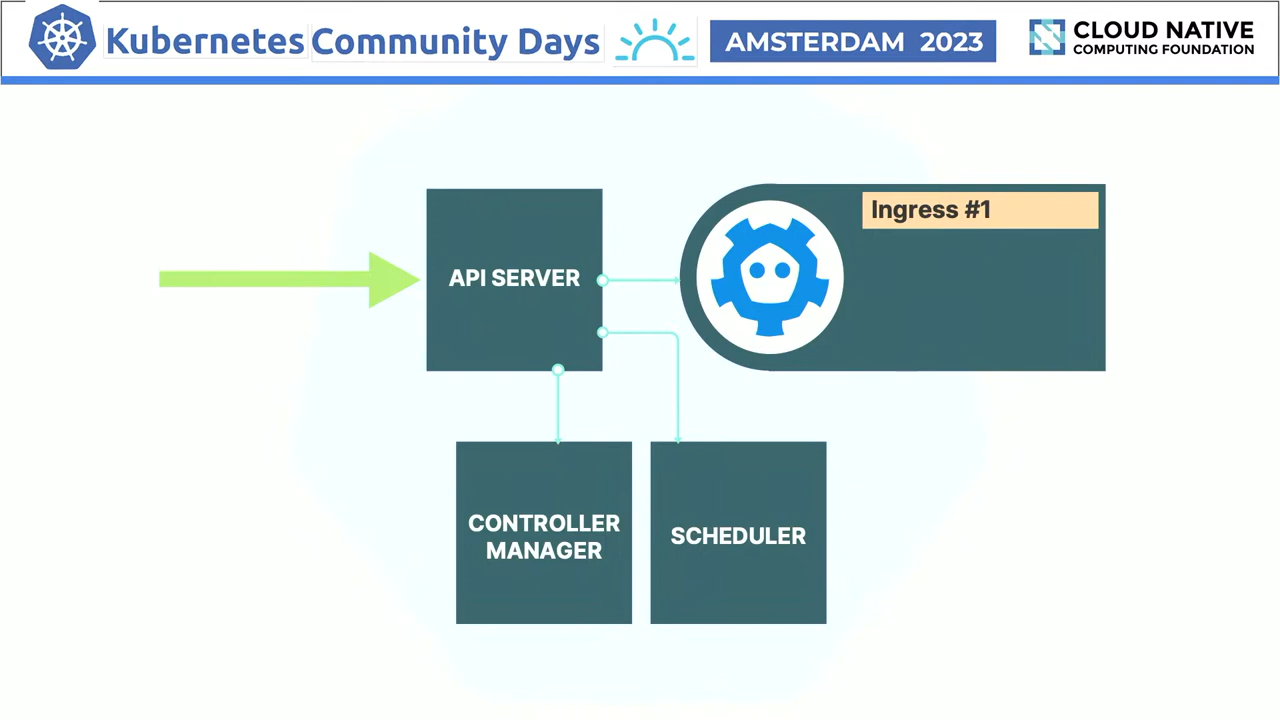 Kubernetes Community Days AMSTERDAM 2023 CLOUD NATIVE
COMPUTING FOUNDATION
Ingress #1
API SERVER
CONTROLLER
MANAGER
SCHEDULER